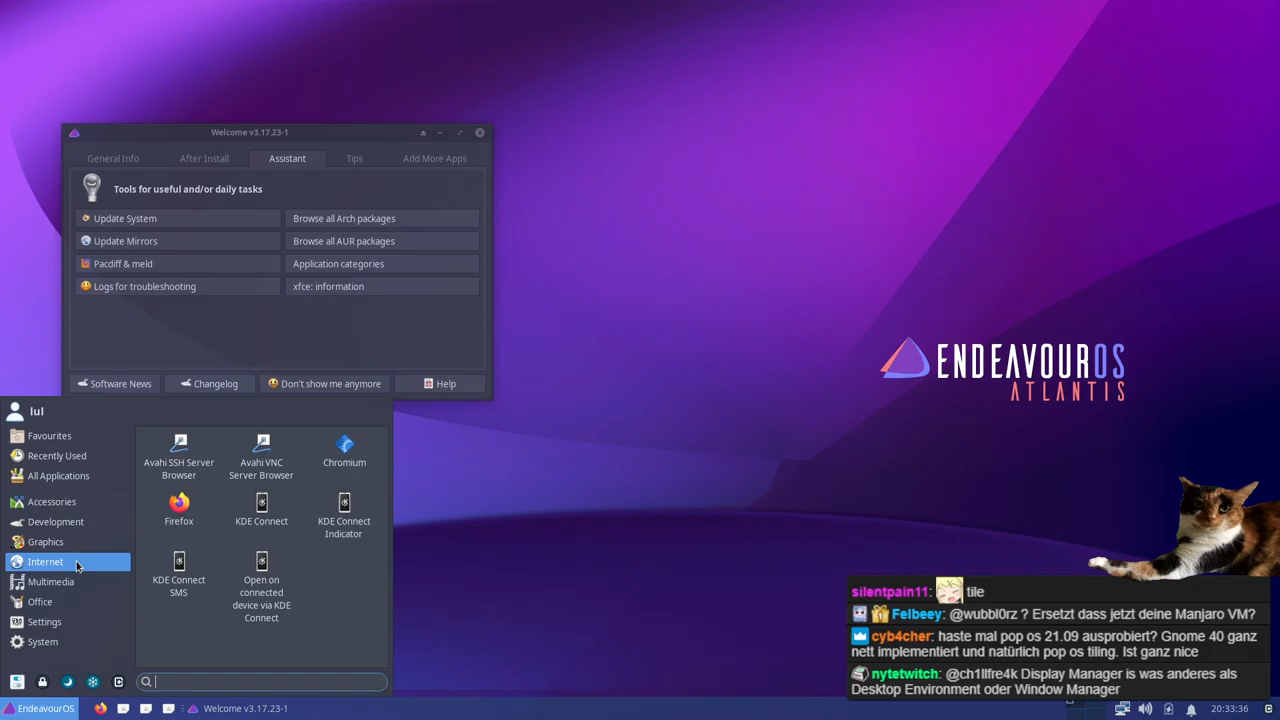 Welcome v3.17.23-1
General Info
After Install
Assistant
Tips
Add More Apps
Tools for useful and/or daily tasks
Update System
Browse all Arch packages
Update Mirrors
Browse all AUR packages
Pacdiff & meld
Application categories
Logs for troubleshooting
xfce: information
Software News
Changelog
Don't show me anymore
Help
ENDEAVOUROS
ATLANTIS
lul
Favourites
Recently Used
All Applications
Accessories
Development
Graphics
Internet
Multimedia
Office
Settings
System
Avahi SSH Server
Browser
Avahi VNC
Server Browser
Chromium
Firefox
KDE Connect
KDE Connect
Indicator
KDE Connect
SMS
Open on
connected
device via KDE
Connect
silentpain11: tile
Felbeey: @wubbl0rz ? Ersetzt dass jetzt deine Manjaro VM?
cyb4cher: haste mal pop os 21.09 ausprobiert? Gnome 40 ganz
nett implementiert und natürlich pop os tiling. Ist ganz nice
nytetwitch: @ch1llfre4k Display Manager is was anderes als
Desktop Environment oder Window Manager
EndeavourOS
Welcome v3.17.23-1
20:33:36